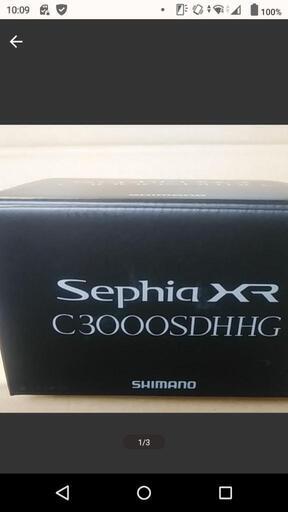 10:09
100%
SHIMANO
Sephia XR
C3000SDHHG
SHIMANO
1/3